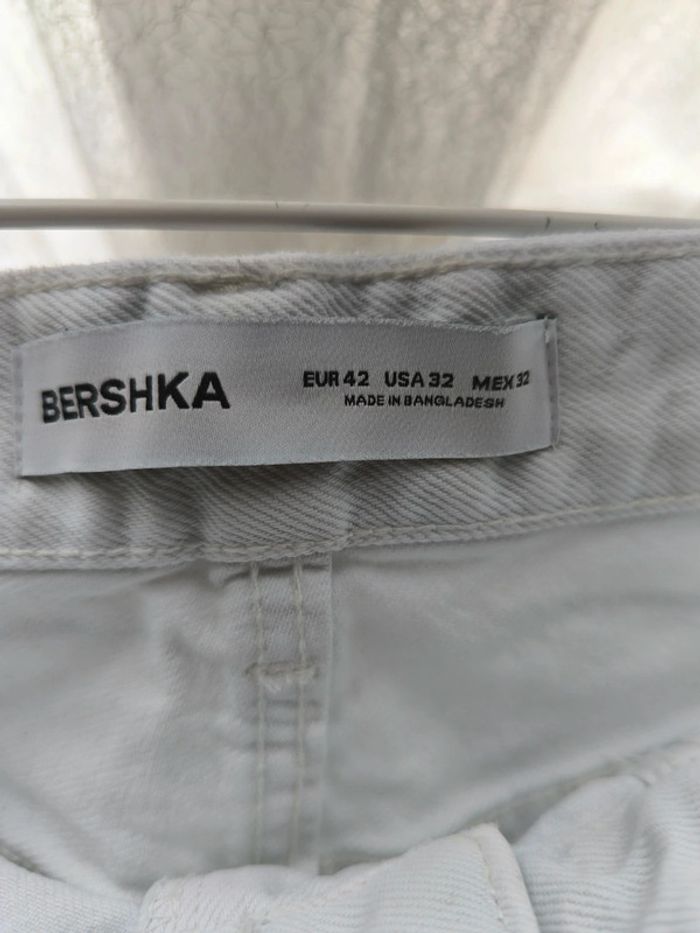 BERSHKA
EUR 42 USA 32 MEX 32
MADE IN BANGLADESH